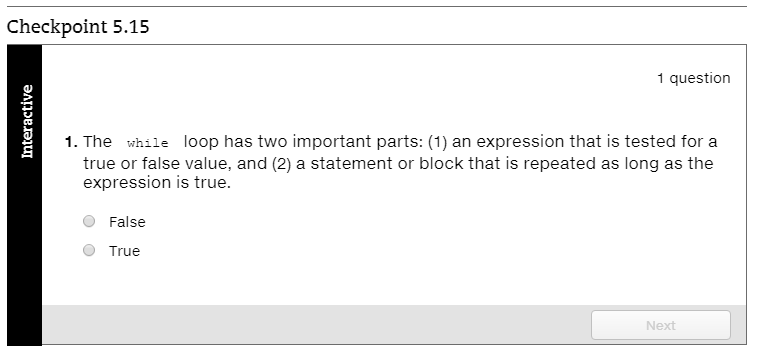 Checkpoint 5.15
Interactive
1 question
1. The while loop has two important parts: (1) an expression that is tested for a
true or false value, and (2) a statement or block that is repeated as long as the
expression is true.
False
True
Next